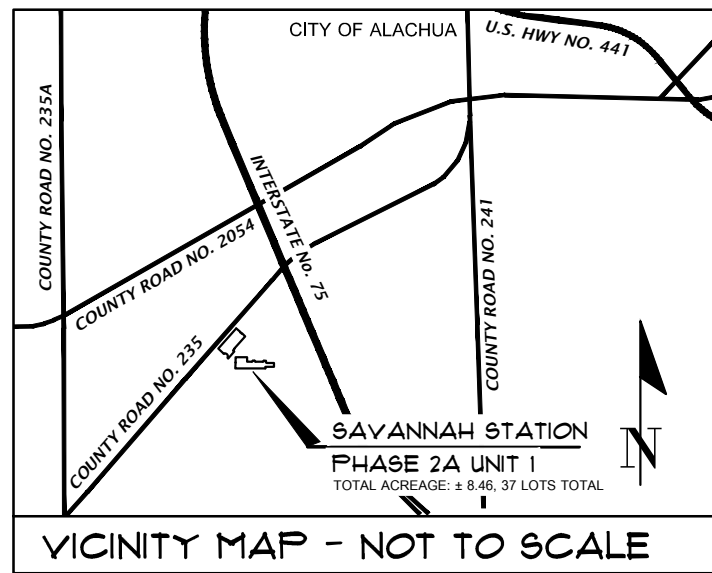 CITY OF ALACHUA
U.S. HWY NO. 441
COUNTY ROAD NO. 235A
INTERSTATE No. 75
COUNTY ROAD NO. 2054
COUNTY ROAD NO. 241
COUNTY ROAD NO. 235
SAVANNAH STATION
PHASE 2A UNIT 1
TOTAL ACREAGE: ± 8.46, 37 LOTS TOTAL
N
VICINITY MAP - NOT TO SCALE